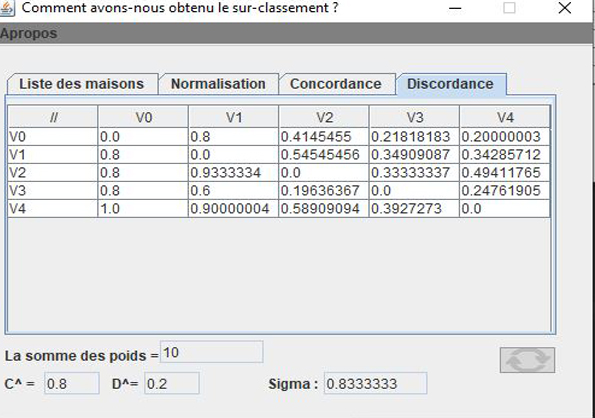 Comment avons-nous obtenu le sur-classement ?
Apropos
Liste des maisons Normalisation Concordance Discordance
// V0 V1 V2 V3 V4
V0 0.0 0.8 0.4145455 0.21818183 0.20000003
V1 0.8 0.0 0.54545456 0.34909087 0.34285712
V2 0.8 0.9333334 0.0 0.33333337 0.49411765
V3 0.8 0.6 0.19636367 0.0 0.24761905
V4 1.0 0.90000004 0.58909094 0.3927273 0.0
La somme des poids = 10
C^ = 0.8 D^= 0.2 Sigma : 0.8333333